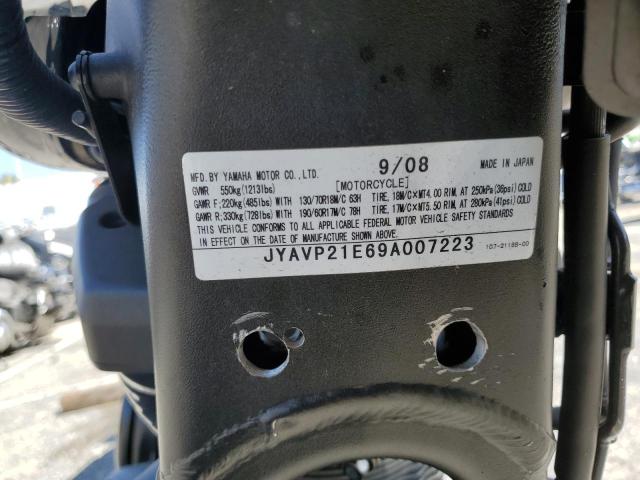 9/08
MFD. BY YAMAHA MOTOR CO.,LTD. MADE IN JAPAN
GVWR 550kg(1213lbs) [MOTORCYCLE]
GAWR F;220kg(485lbs) WITH 130/70R18M/C 63H TIRE, 18M/C×MT4.00 RIM, AT 250kPa(36psi)COLD
GAWR R;330kg(728lbs) WITH 190/60R17M/C 78H TIRE, 17M/C×MT5.50 RIM, AT 280kPa(41psi)COLD
THIS VEHICLE CONFORMS TO ALL APPLICABLE FEDERAL MOTOR VEHICLE SAFETY STANDARDS
IN EFFECT ON THE DATE OF MANUFACTURE SHOWN ABOVE.
JYAVP21E69A007223 1D7-2118B-00